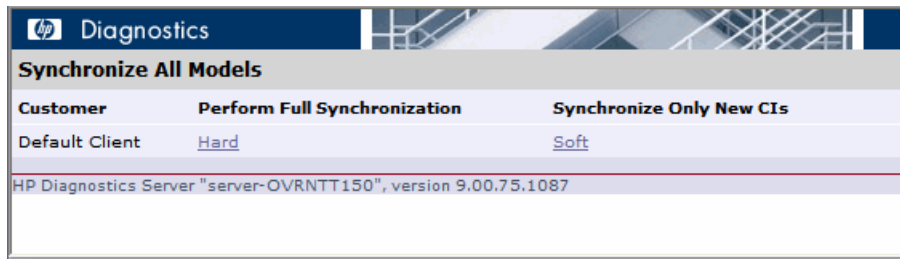 hp Diagnostics
Synchronize All Models
Customer Perform Full Synchronization Synchronize Only New CIs
Default Client Hard Soft
HP Diagnostics Server "server-OVRNTT150", version 9.00.75.1087